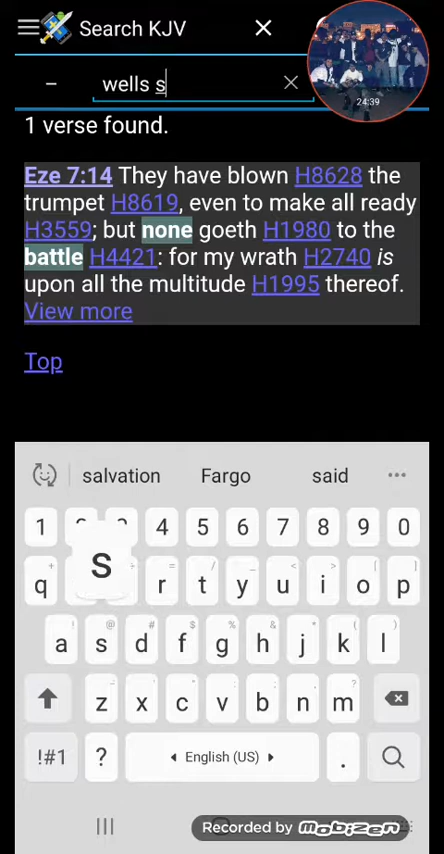 Search KJV
24:39
− wells s
1 verse found.
Eze 7:14 They have blown H8628 the
trumpet H8619, even to make all ready
H3559; but none goeth H1980 to the
battle H4421: for my wrath H2740 is
upon all the multitude H1995 thereof.
View more
Top
salvation Fargo said ...
1 4 5 6 7 8 9 0
s
q r t y u i o p
a s d f g h j k l
z x c v b n m
!#1 ? English (US) .
Recorded by mobizen